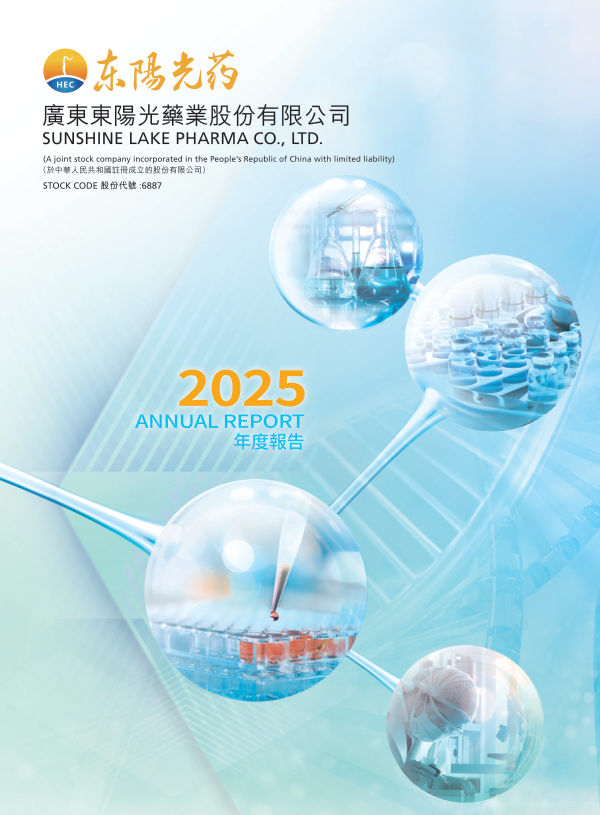 HEC
东陽光药
廣東東陽光藥業股份有限公司
SUNSHINE LAKE PHARMA CO., LTD.
(A joint stock company incorporated in the People's Republic of China with limited liability)
(於中華人民共和國註冊成立的股份有限公司)
STOCK CODE 股份代號 :6887
2025
ANNUAL REPORT
年度報告